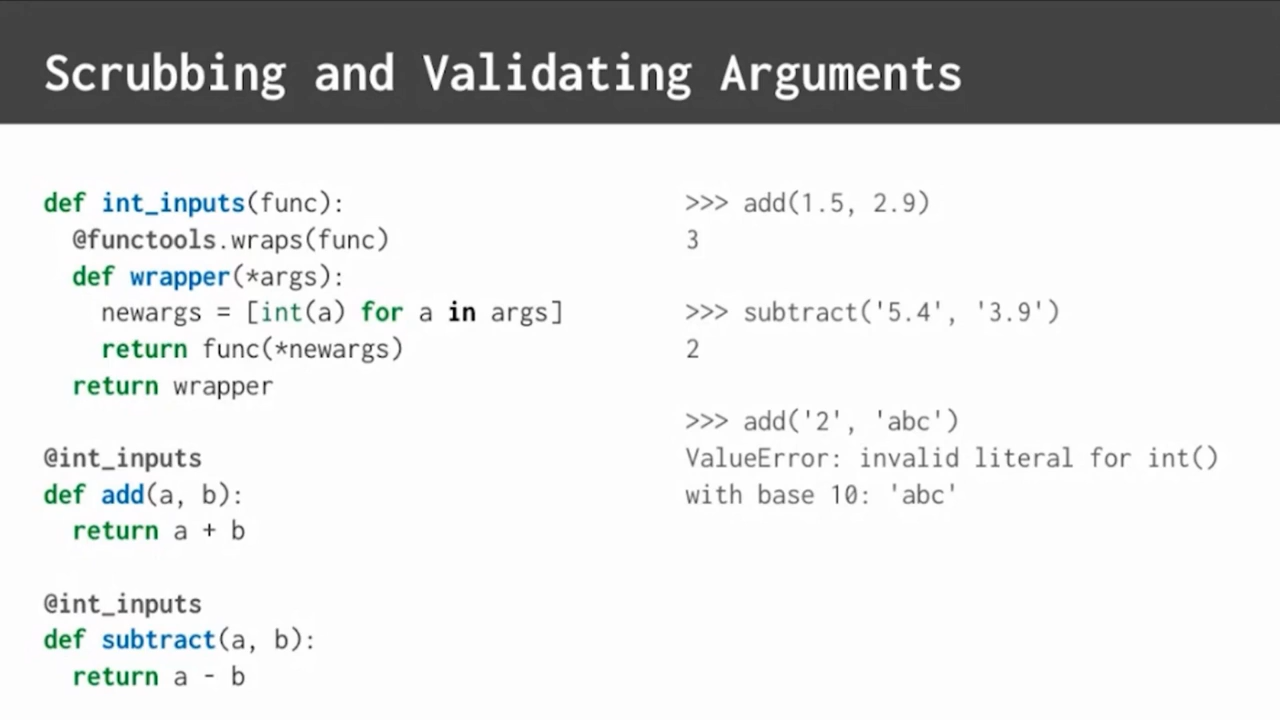 Scrubbing and Validating Arguments
def int_inputs(func):
  @functools.wraps(func)
  def wrapper(*args):
    newargs = [int(a) for a in args]
    return func(*newargs)
  return wrapper

@int_inputs
def add(a, b):
  return a + b

@int_inputs
def subtract(a, b):
  return a - b

>>> add(1.5, 2.9)
3

>>> subtract('5.4', '3.9')
2

>>> add('2', 'abc')
ValueError: invalid literal for int()
with base 10: 'abc'